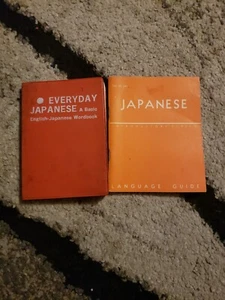 EVERYDAY
JAPANESE A Basic
English-Japanese Wordbook
JAPANESE
LANGUAGE GUIDE